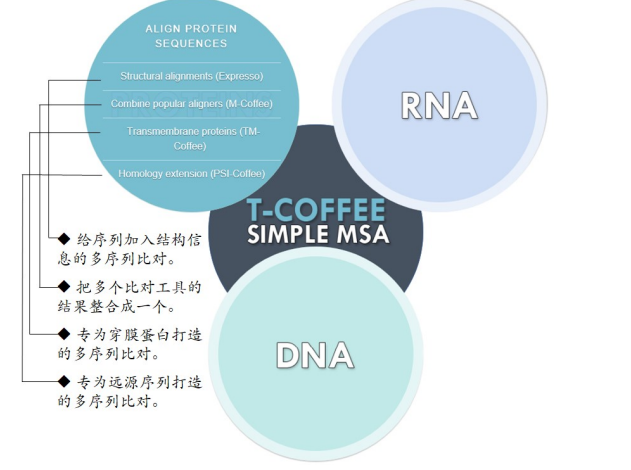 ALIGN PROTEIN
SEQUENCES
Structural alignments (Expresso)
Combine popular aligners (M-Coffee)
Transmembrane proteins (TM-
Coffee)
Homology extension (PSI-Coffee)
RNA
T-COFFEE
SIMPLE MSA
DNA
◆ 给序列加入结构信
息的多序列比对。
◆ 把多个比对工具的
结果整合成一个。
◆ 专为穿膜蛋白打造
的多序列比对。
◆ 专为远源序列打造
的多序列比对。